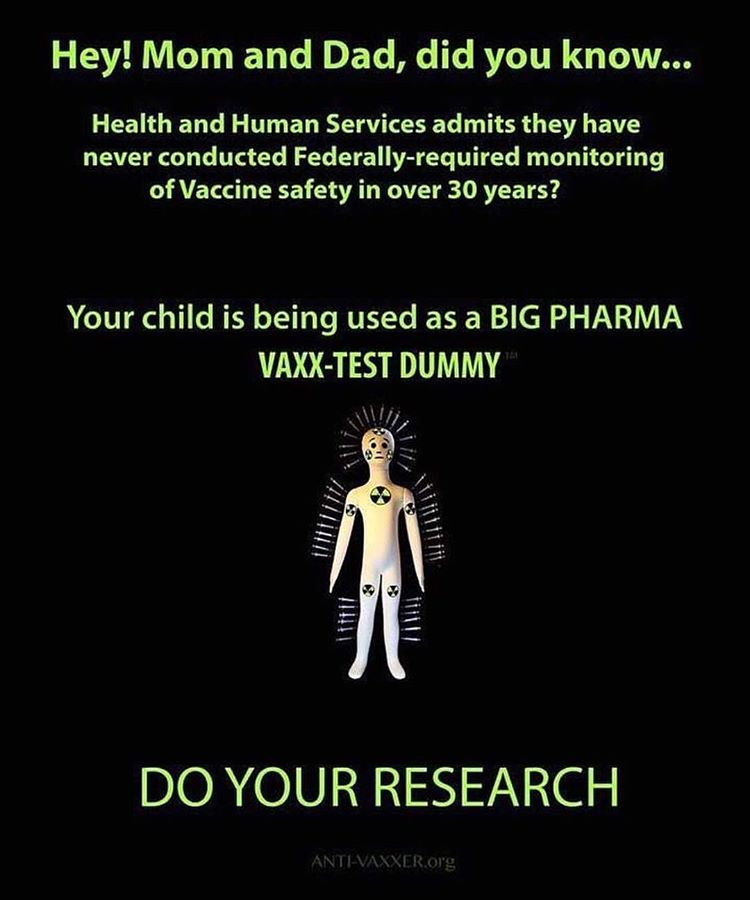 Hey! Mom and Dad, did you know...
Health and Human Services admits they have
never conducted Federally-required monitoring
of Vaccine safety in over 30 years?
Your child is being used as a BIG PHARMA
VAXX-TEST DUMMY™
DO YOUR RESEARCH
ANTI-VAXXER.org